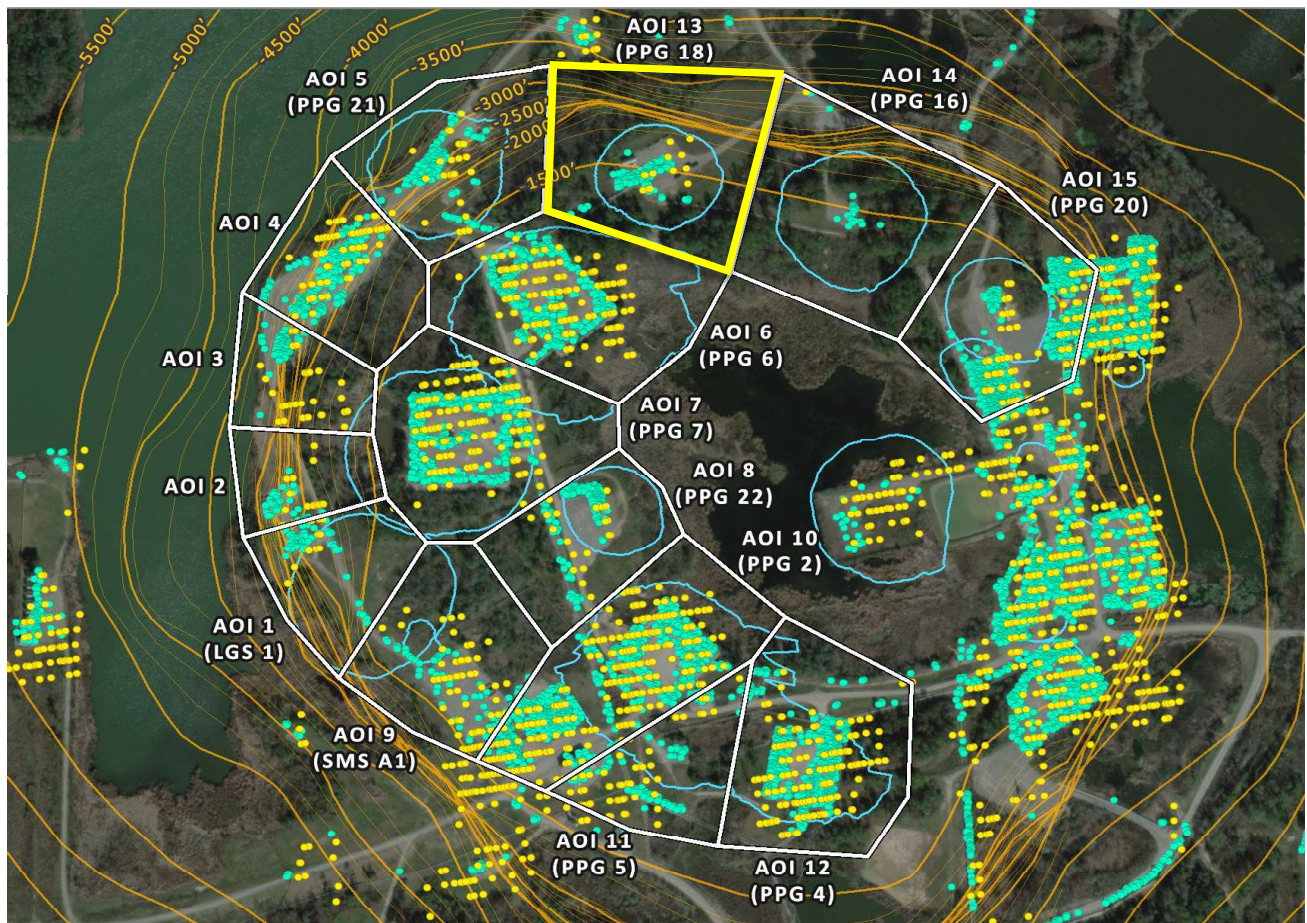 -5500'
-5000'
-4500'
-4000'
-3500'
-3000'
-2500'
-2000'
-1500'
AOI 13
(PPG 18)
AOI 14
(PPG 16)
AOI 5
(PPG 21)
AOI 15
(PPG 20)
AOI 4
AOI 3
AOI 6
(PPG 6)
AOI 7
(PPG 7)
AOI 8
(PPG 22)
AOI 2
AOI 10
(PPG 2)
AOI 1
(LGS 1)
AOI 9
(SMS A1)
AOI 11
(PPG 5)
AOI 12
(PPG 4)